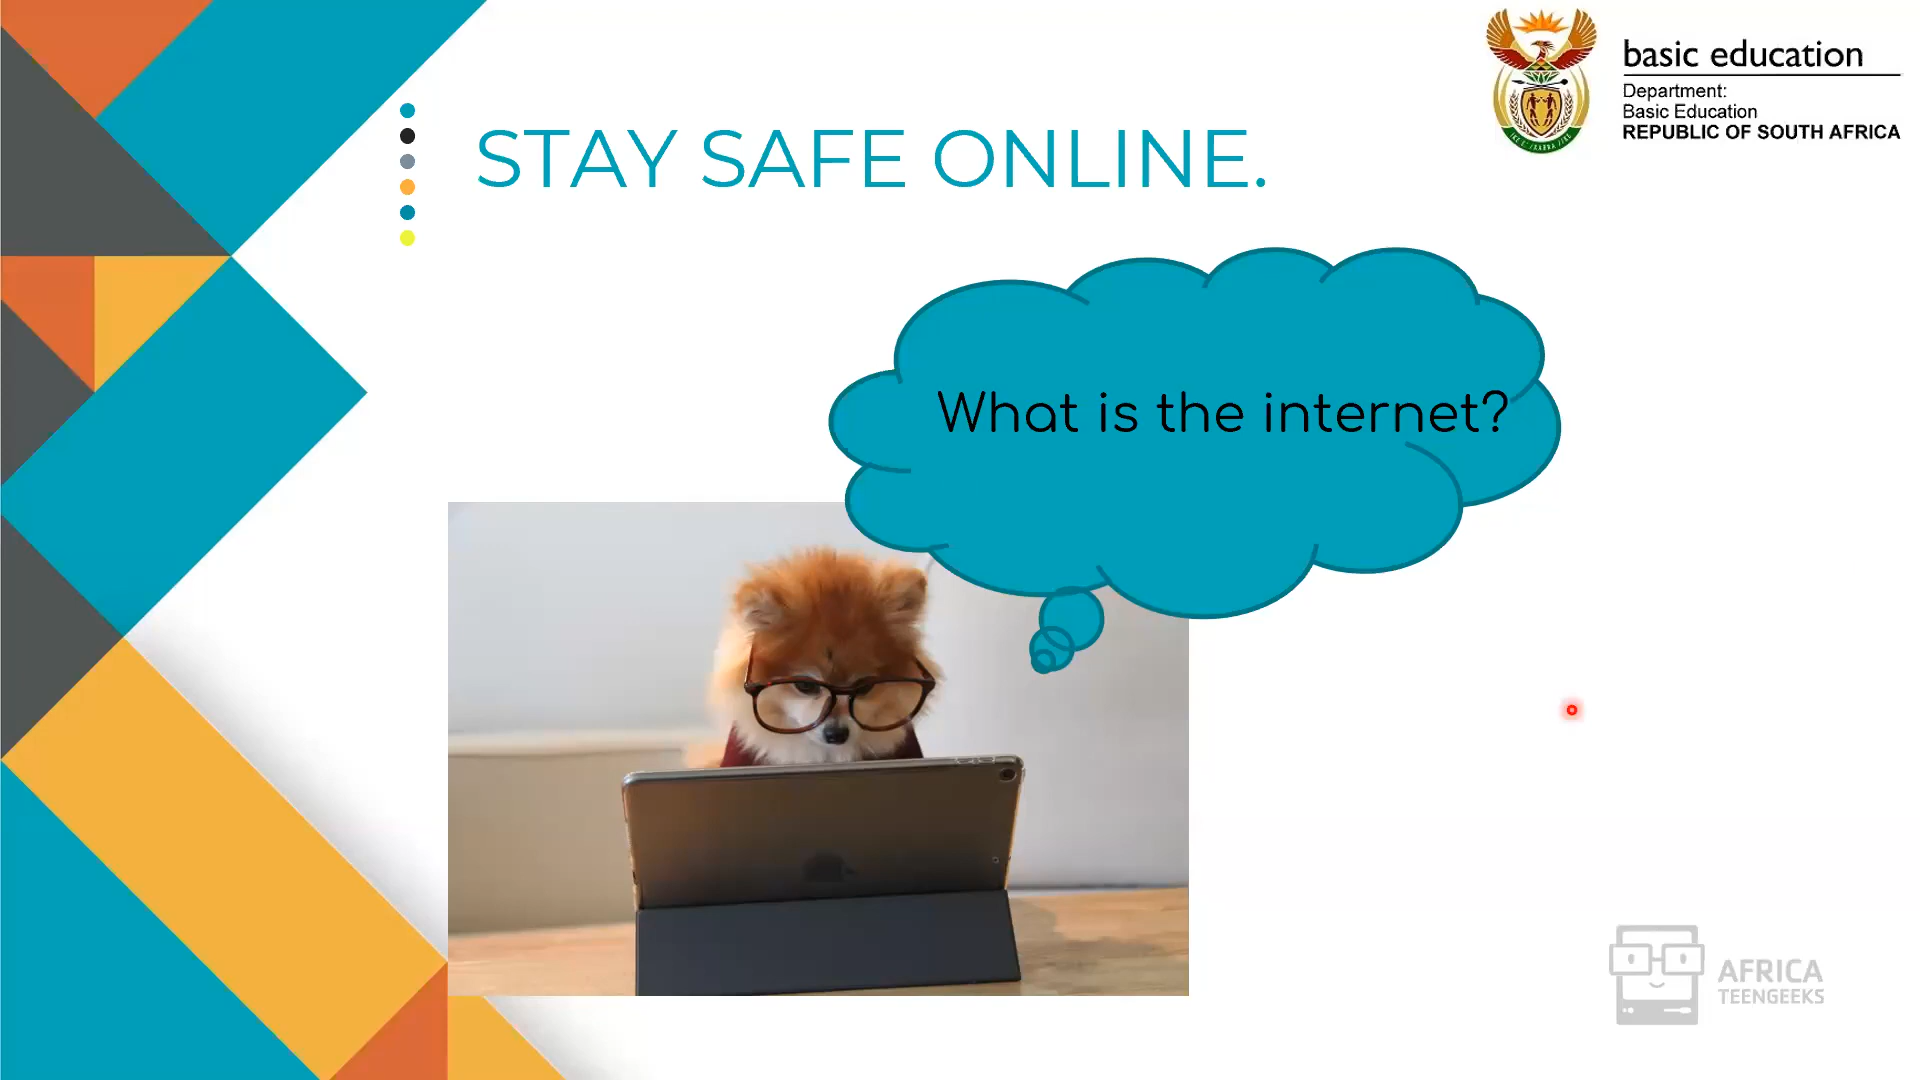 STAY SAFE ONLINE.
basic education
Department:
Basic Education
REPUBLIC OF SOUTH AFRICA
What is the internet?
AFRICA
TEENGEEKS